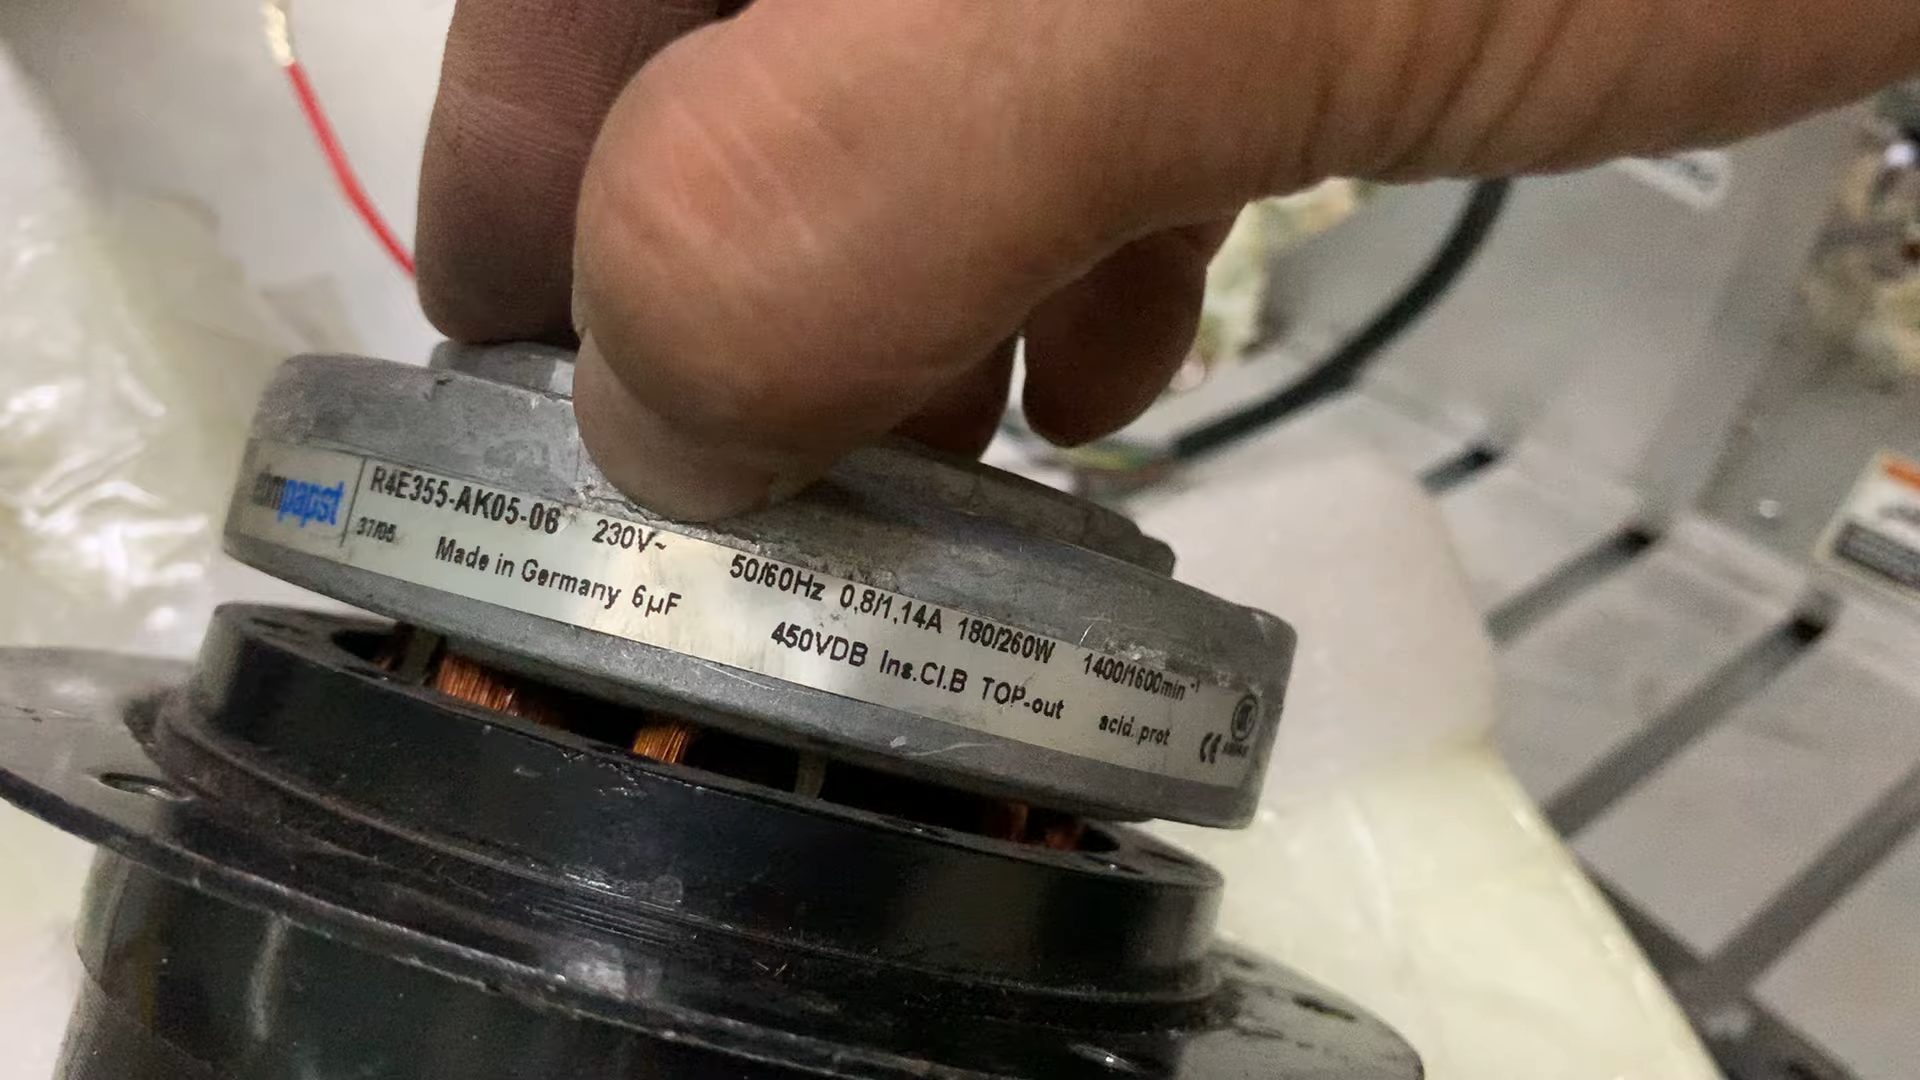 ebmpapst
R4E355-AK05-06 230V~ 50/60Hz 0,8/1,14A 180/260W 1400/1600min⁻¹
37/05 Made in Germany 6µF 450VDB Ins.Cl.B TOP-out acid. prot CE